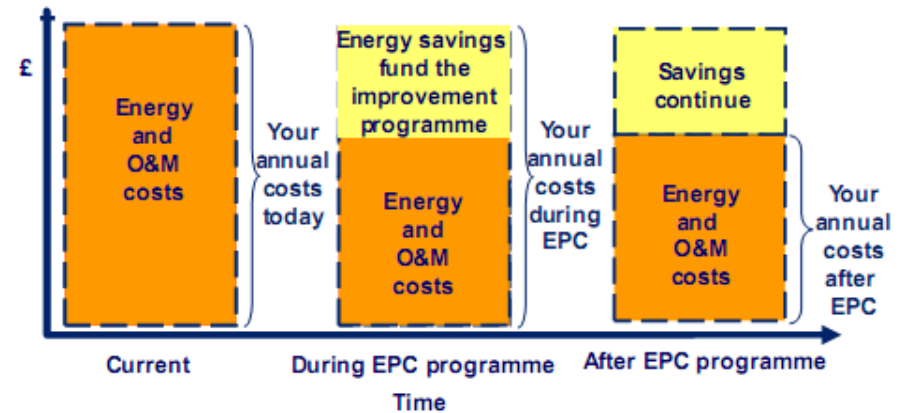 £
Energy
and
O&M
costs
Your
annual
costs
today
Energy savings
fund the
improvement
programme
Energy
and
O&M
costs
Your
annual
costs
during
EPC
Savings
continue
Energy
and
O&M
costs
Your
annual
costs
after
EPC
Current
During EPC programme
After EPC programme
Time